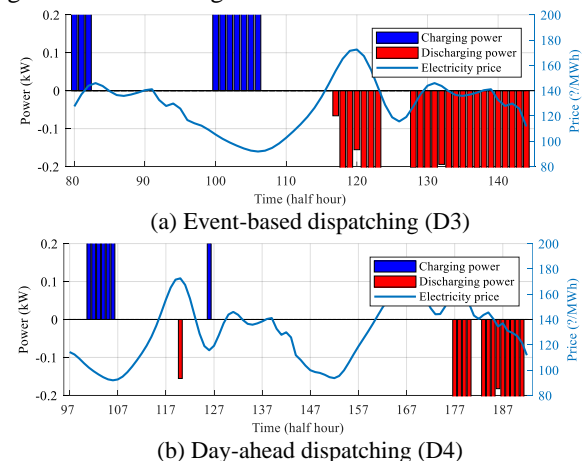 0.2
0.1
0
-0.1
-0.2
Power (kW)
Charging power
Discharging power
Electricity price
200
180
160
140
120
100
80
Price (?/MWh)
80 90 100 110 120 130 140
Time (half hour)
(a) Event-based dispatching (D3)
0.2
0.1
0
-0.1
-0.2
Power (kW)
Charging power
Discharging power
Electricity price
200
180
160
140
120
100
80
Price (?/MWh)
97 107 117 127 137 147 157 167 177 187
Time (half hour)
(b) Day-ahead dispatching (D4)